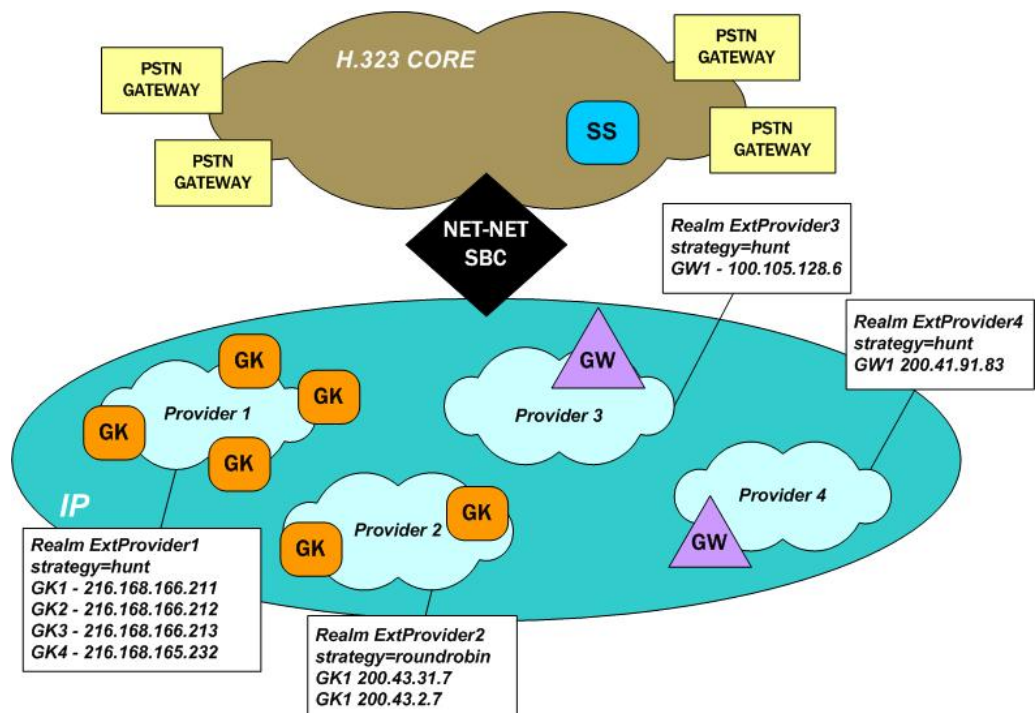 H.323 CORE
PSTN
GATEWAY
PSTN
GATEWAY
PSTN
GATEWAY
PSTN
GATEWAY
SS
NET-NET
SBC
Realm ExtProvider3
strategy=hunt
GW1 - 100.105.128.6
Realm ExtProvider4
strategy=hunt
GW1 200.41.91.83
GK
GK
GK
GK
Provider 1
GW
Provider 3
GK
GK
Provider 2
Provider 4
GW
IP
Realm ExtProvider1
strategy=hunt
GK1 - 216.168.166.211
GK2 - 216.168.166.212
GK3 - 216.168.166.213
GK4 - 216.168.165.232
Realm ExtProvider2
strategy=roundrobin
GK1 200.43.31.7
GK1 200.43.2.7